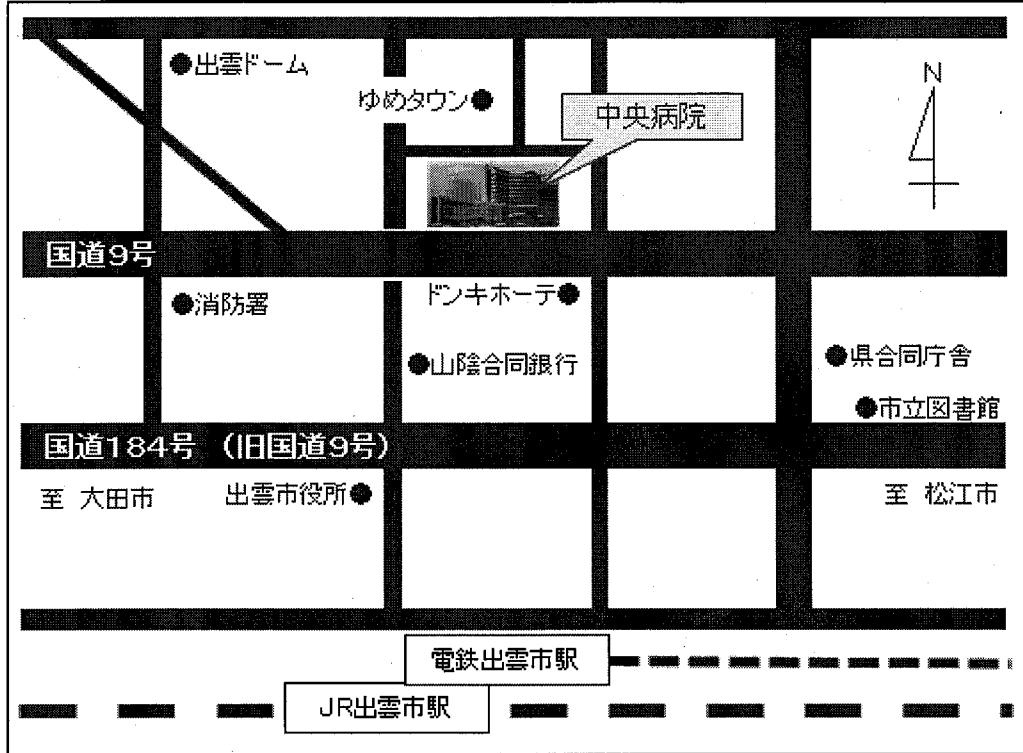 ●出雲ドーム
N
ゆめタウン●
中央病院
国道9号
ドンキホーテ●
●消防署
●山陰合同銀行
●県合同庁舎
●市立図書館
国道184号 (旧国道9号)
至 大田市
出雲市役所●
至 松江市
電鉄出雲市駅
JR出雲市駅